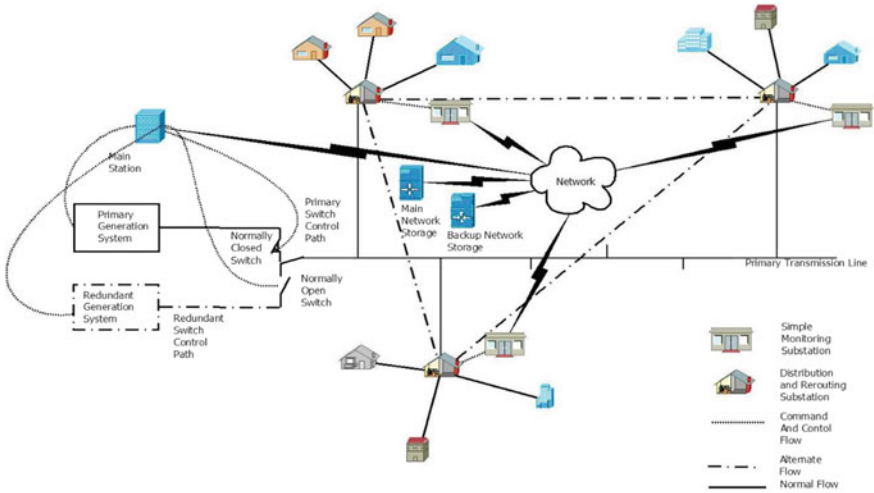 Main
Station
Primary
Generation
System
Redundant
Generation
System
Normally
Closed
Switch
Primary
Switch
Control
Path
Normally
Open
Switch
Redundant
Switch
Control
Path
Main
Network
Storage
Backup Network
Storage
Network
Primary Transmission Line
Simple
Monitoring
Substation
Distribution
and Rerouting
Substation
Command
And Contol
Flow
Alternate
Flow
Normal Flow